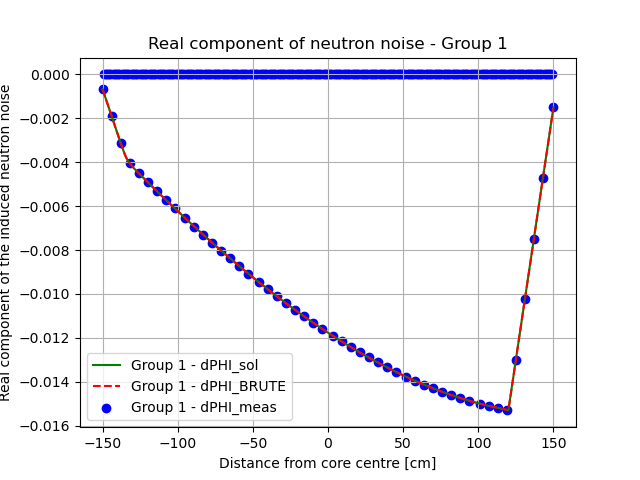 Real component of neutron noise - Group 1
Real component of the induced neutron noise
0.000
−0.002
−0.004
−0.006
−0.008
−0.010
−0.012
−0.014
−0.016
Group 1 - dPHI_sol
Group 1 - dPHI_BRUTE
Group 1 - dPHI_meas
−150
−100
−50
0
50
100
150
Distance from core centre [cm]